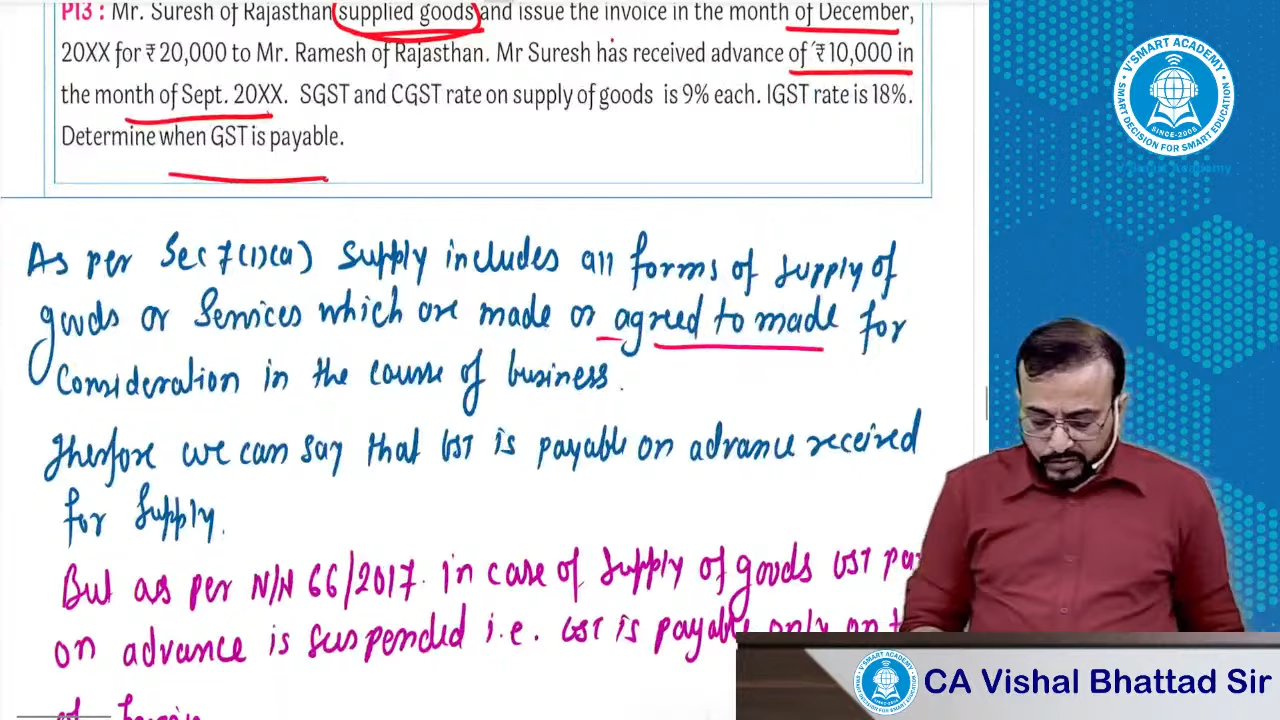 P13 : Mr. Suresh of Rajasthan supplied goods and issue the invoice in the month of December,
20XX for ₹ 20,000 to Mr. Ramesh of Rajasthan. Mr Suresh has received advance of ₹ 10,000 in
the month of Sept. 20XX. SGST and CGST rate on supply of goods is 9% each. IGST rate is 18%.
Determine when GST is payable.
As per Sec 7(1)(a) supply includes all forms of supply of
goods or services which are made or agreed to made for
consideration in the course of business.
Therefore we can say that GST is payable on advance received
for supply.
But as per N/N 66/2017. in case of supply of goods GST
on advance is suspended i.e. GST is payable only on
of
V'SMART ACADEMY
SMART DECISION FOR SMART EDUCATION
SINCE-2006
V'Smart Academy
V'SMART ACADEMY
CA Vishal Bhattad Sir